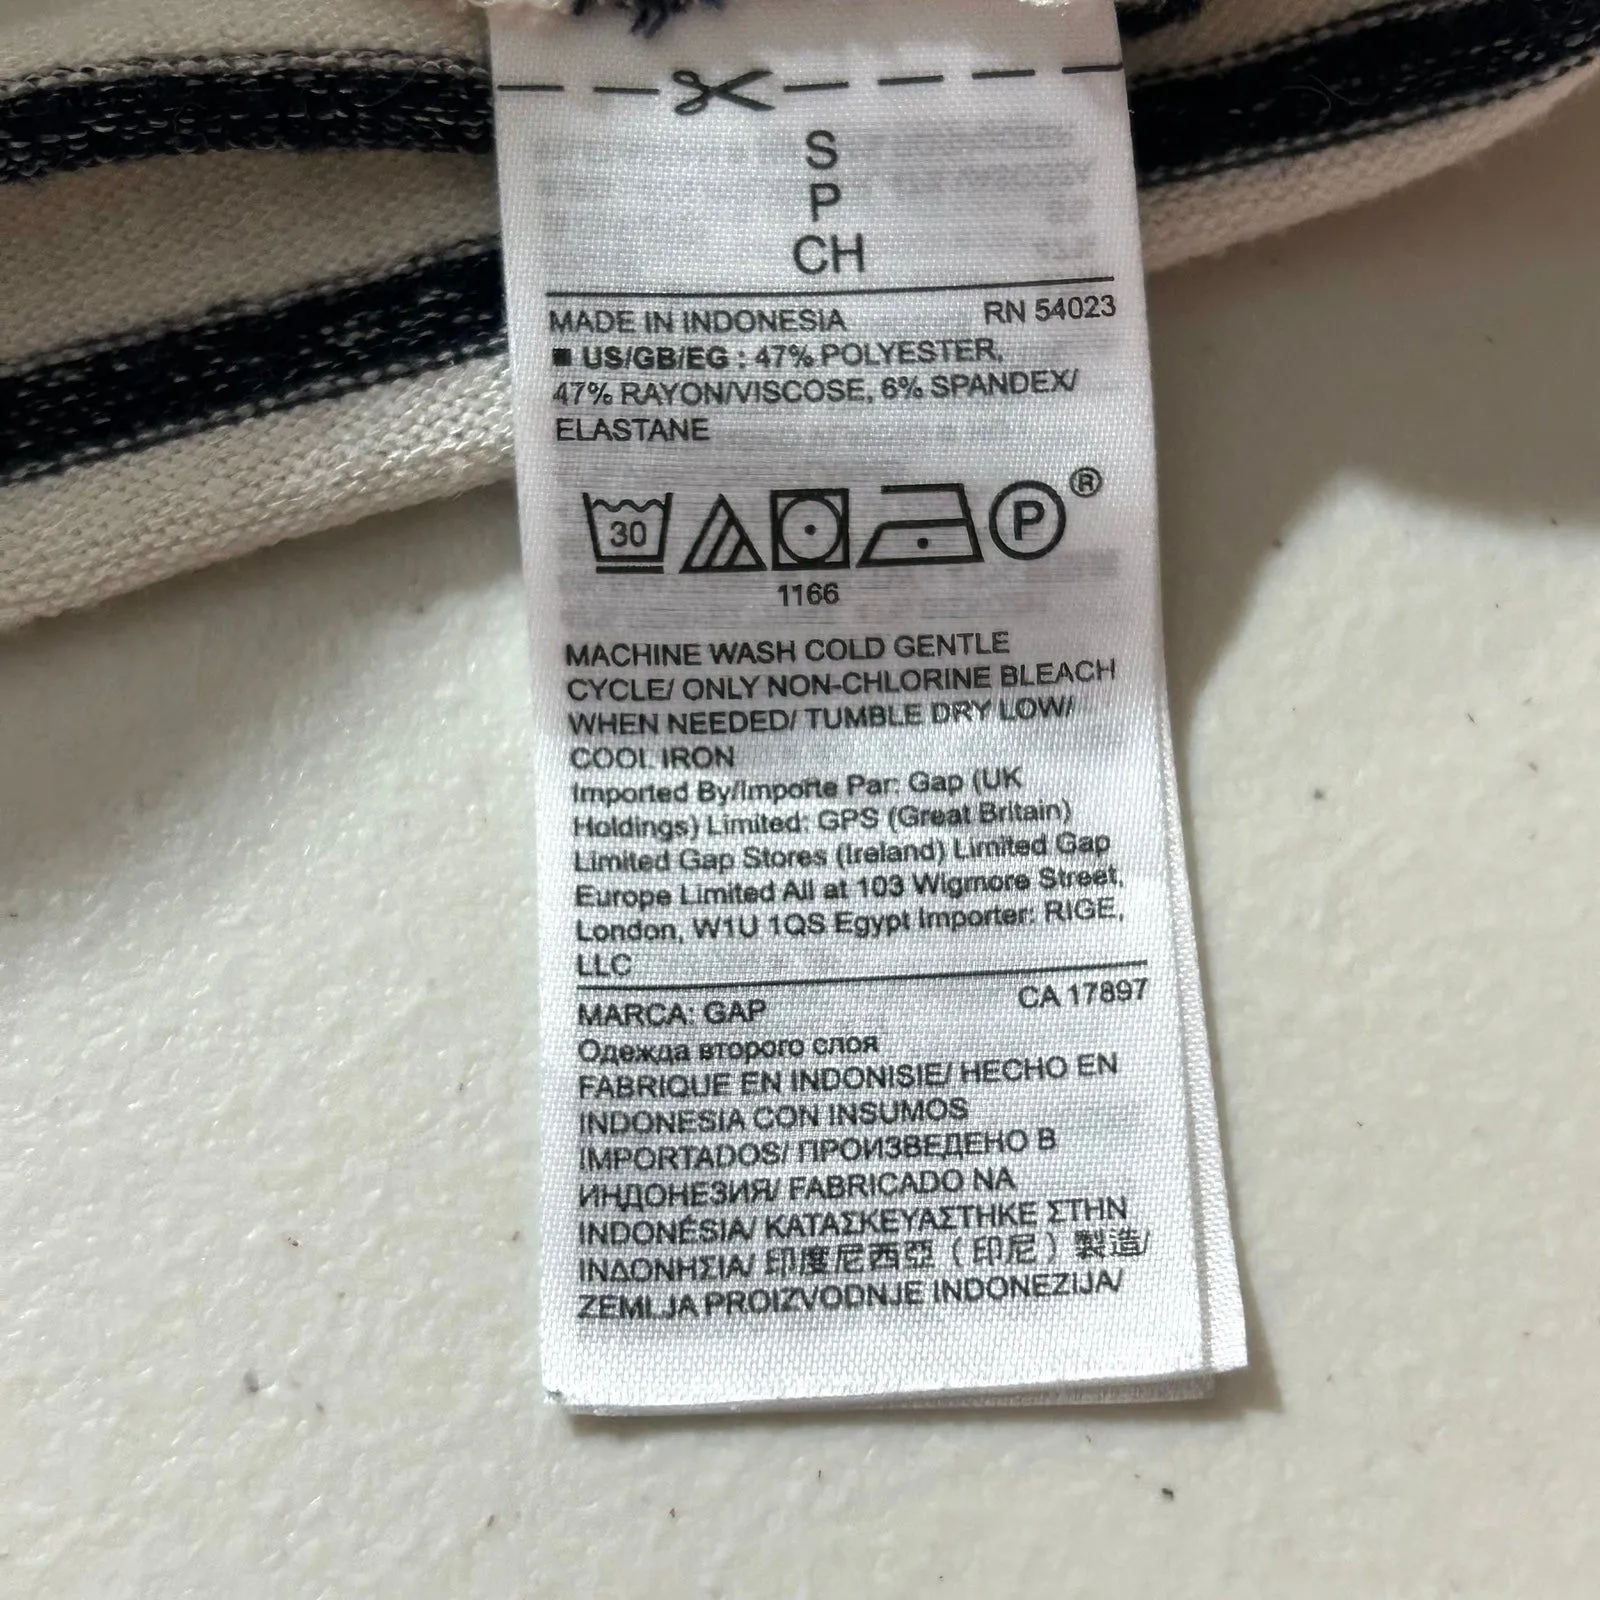 S
P
CH
MADE IN INDONESIA RN 54023
■ US/GB/EG : 47% POLYESTER,
47% RAYON/VISCOSE, 6% SPANDEX/
ELASTANE
30 P ®
1166
MACHINE WASH COLD GENTLE
CYCLE/ ONLY NON-CHLORINE BLEACH
WHEN NEEDED/ TUMBLE DRY LOW/
COOL IRON
Imported By/Importe Par: Gap (UK
Holdings) Limited: GPS (Great Britain)
Limited Gap Stores (Ireland) Limited Gap
Europe Limited All at 103 Wigmore Street,
London, W1U 1QS Egypt Importer: RIGE,
LLC
MARCA: GAP CA 17897
Одежда второго слоя
FABRIQUE EN INDONISIE/ HECHO EN
INDONESIA CON INSUMOS
IMPORTADOS/ ПРОИЗВЕДЕНО В
ИНДОНЕЗИЯ/ FABRICADO NA
INDONÉSIA/ ΚΑΤΑΣΚΕΥΑΣΤΗΚΕ ΣΤΗΝ
ΙΝΔΟΝΗΣΙΑ/ 印度尼西亞（印尼）製造/
ZEMLJA PROIZVODNJE INDONEZIJA/